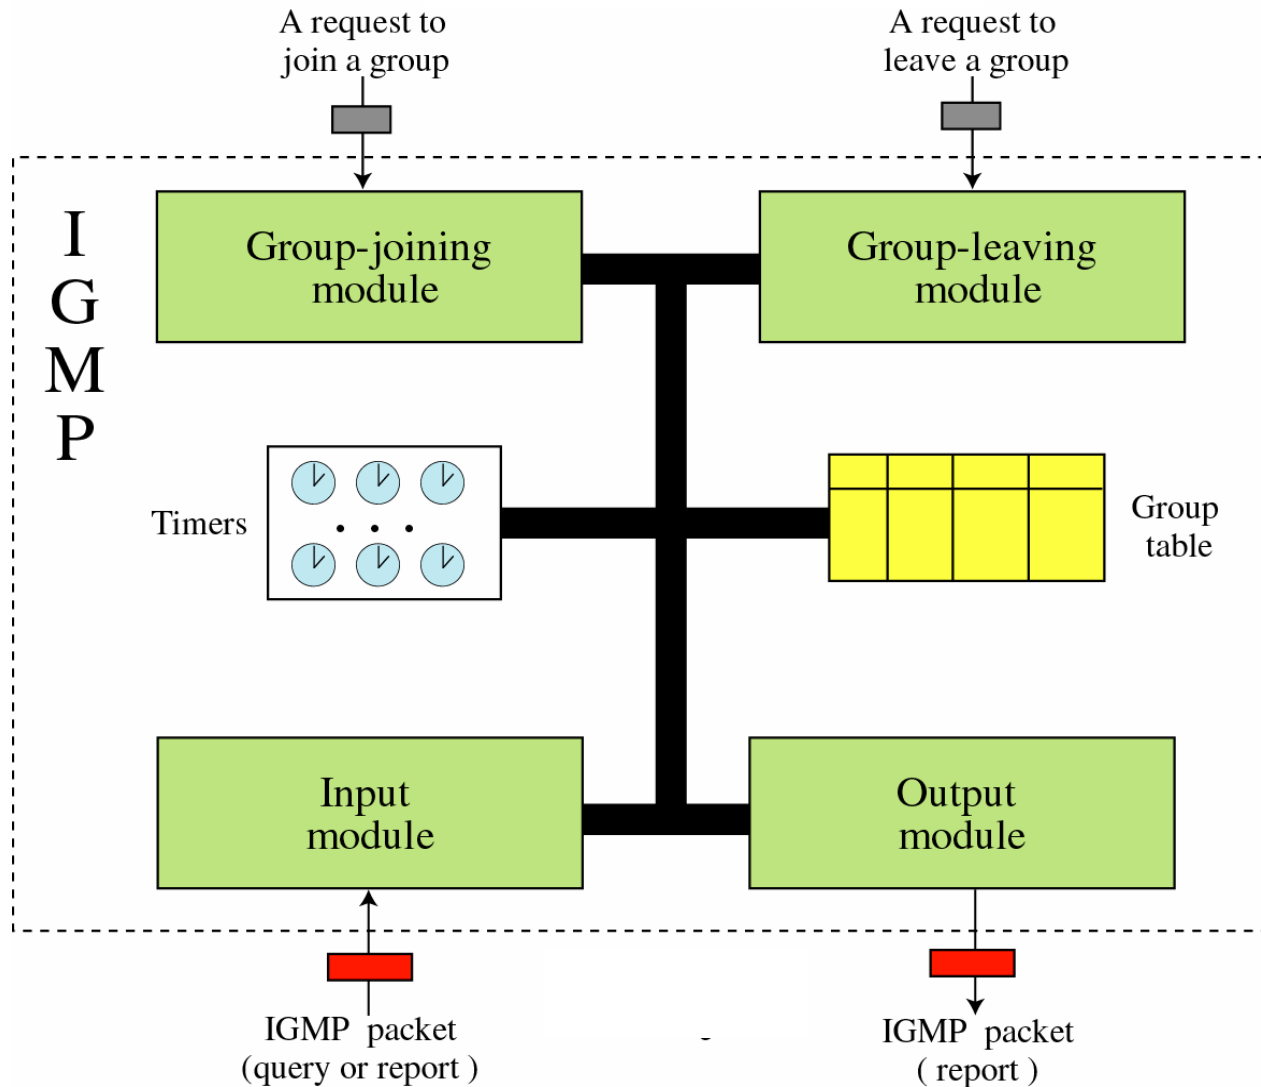 A request to
join a group
A request to
leave a group
I
G
M
P
Group-joining
module
Group-leaving
module
Timers
Group
table
Input
module
Output
module
IGMP packet
(query or report )
IGMP packet
( report )